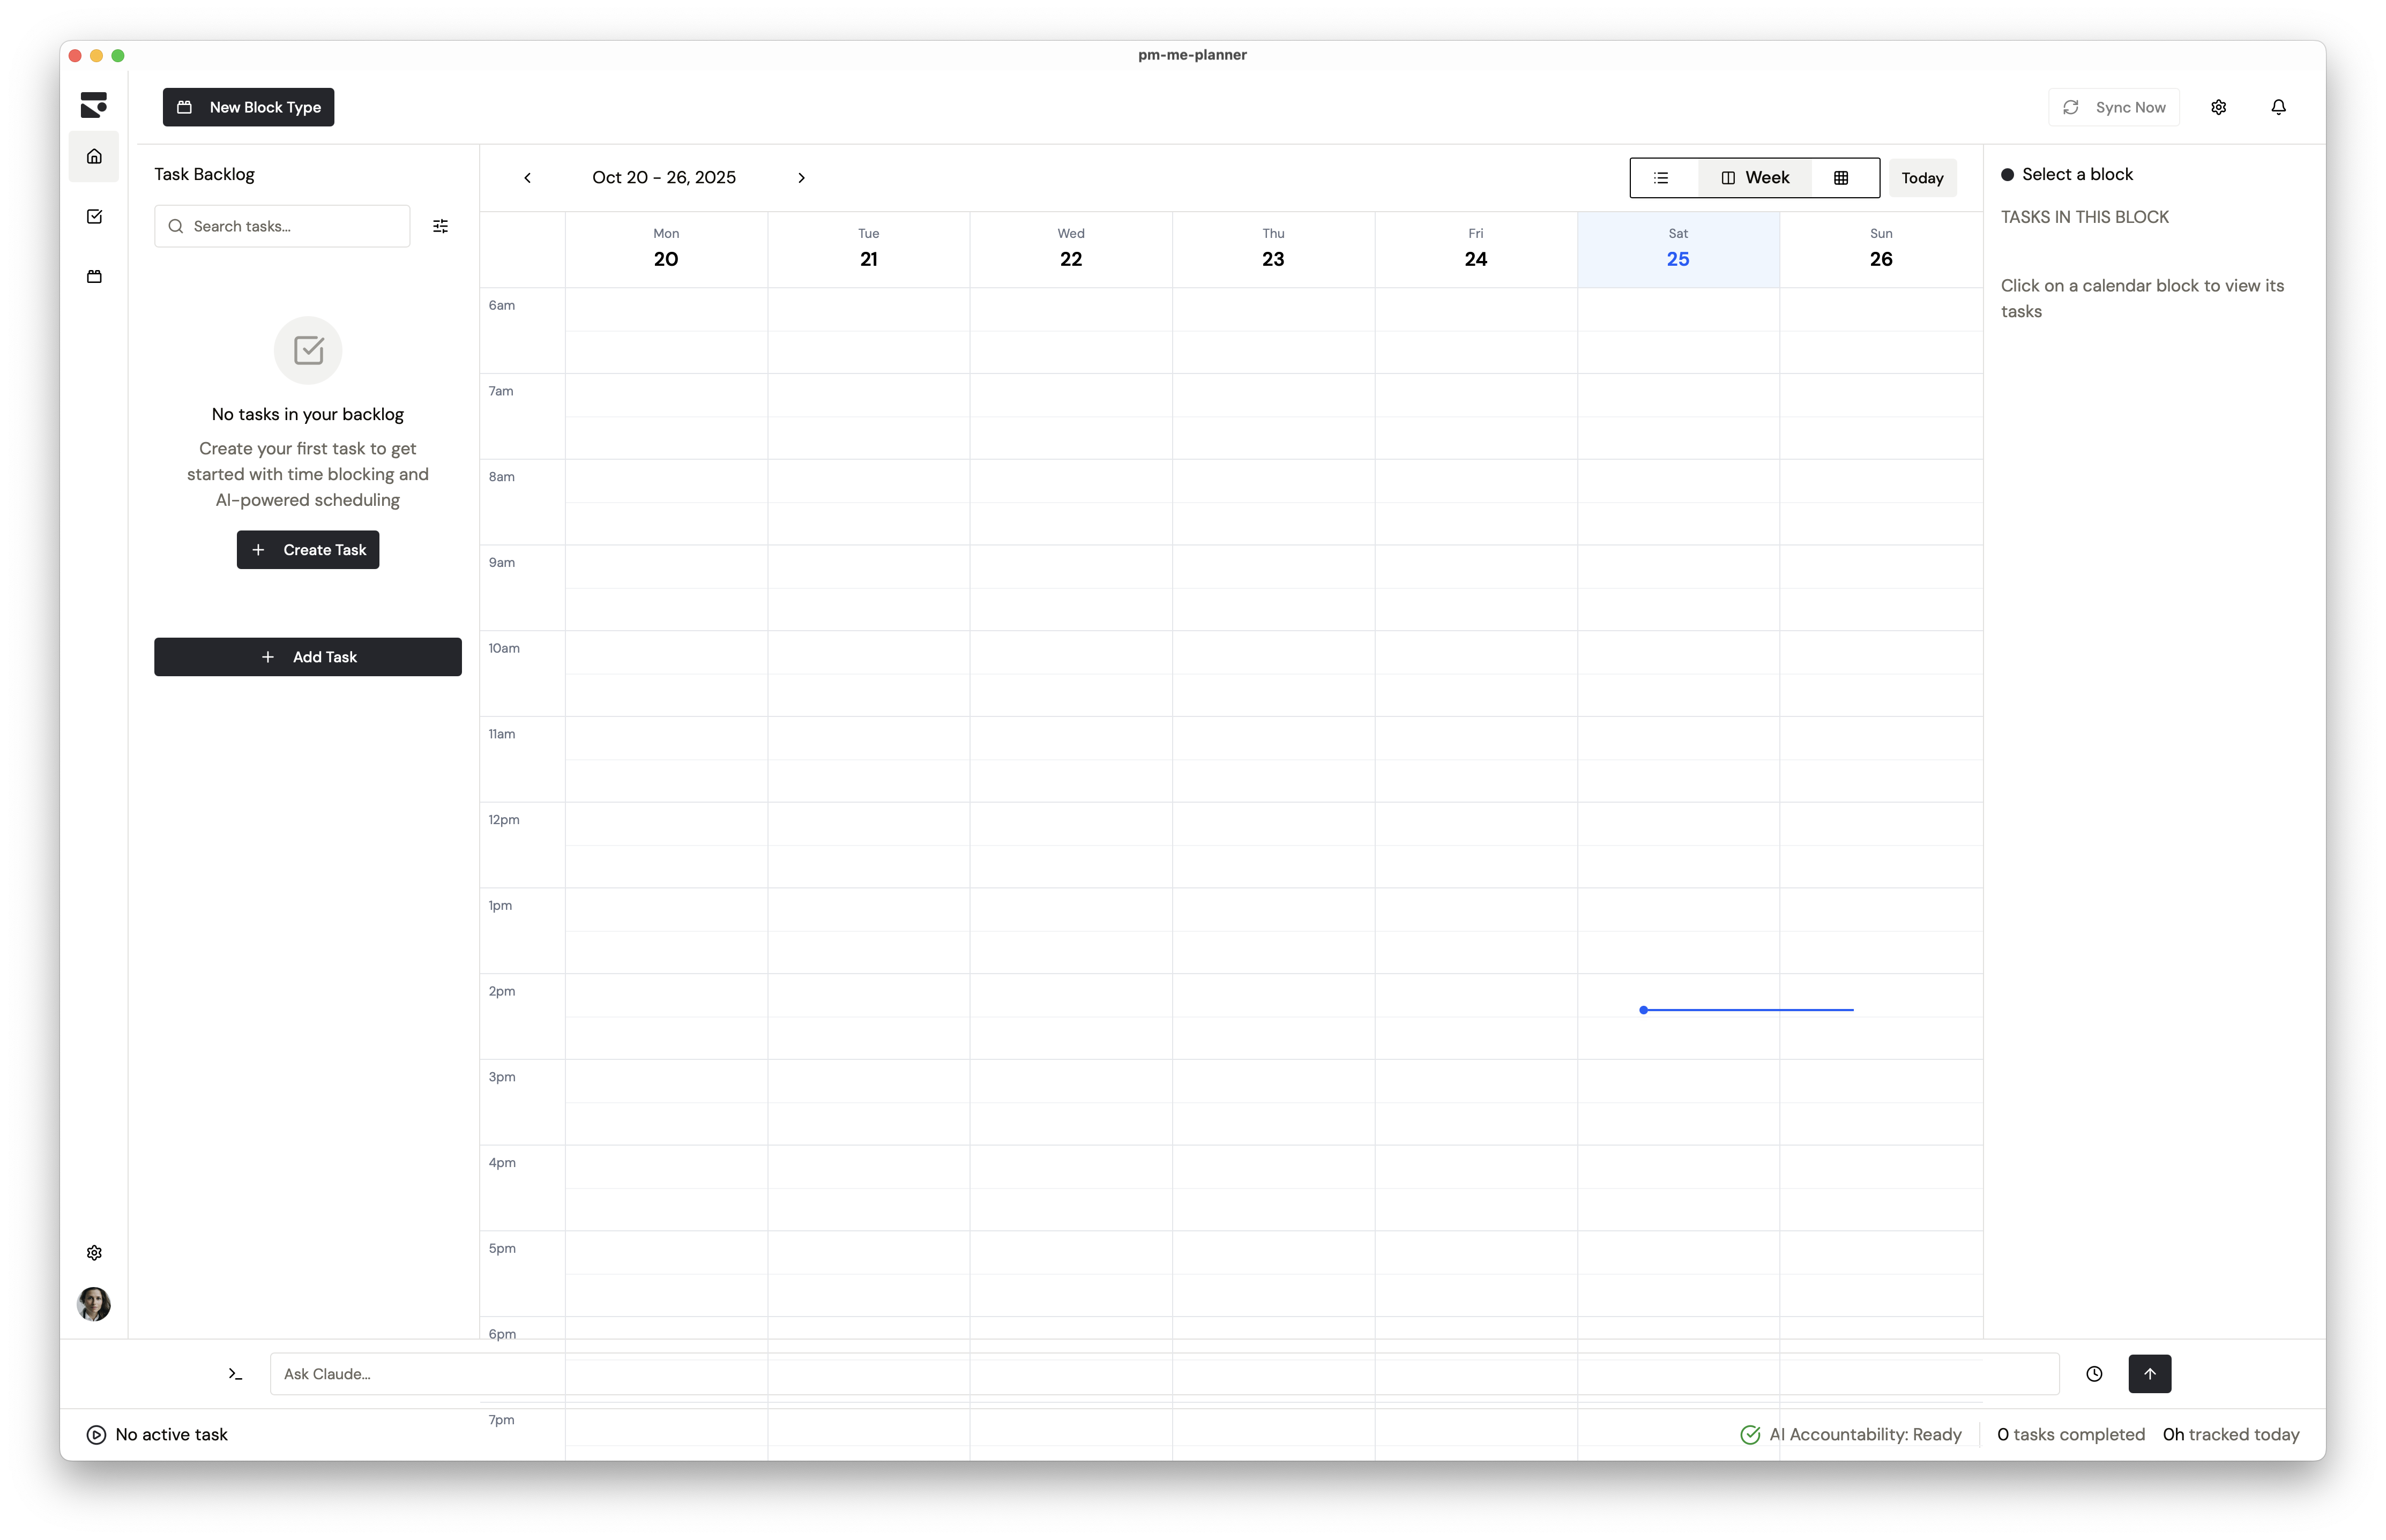 pm-me-planner
New Block Type
Sync Now
Task Backlog
Search tasks...
No tasks in your backlog
Create your first task to get
started with time blocking and
AI-powered scheduling
Create Task
Add Task
Oct 20 - 26, 2025
Week
Today
Mon
20
Tue
21
Wed
22
Thu
23
Fri
24
Sat
25
Sun
26
6am
7am
8am
9am
10am
11am
12pm
1pm
2pm
3pm
4pm
5pm
6pm
7pm
Select a block
TASKS IN THIS BLOCK
Click on a calendar block to view its
tasks
Ask Claude...
No active task
AI Accountability: Ready
0 tasks completed
0h tracked today